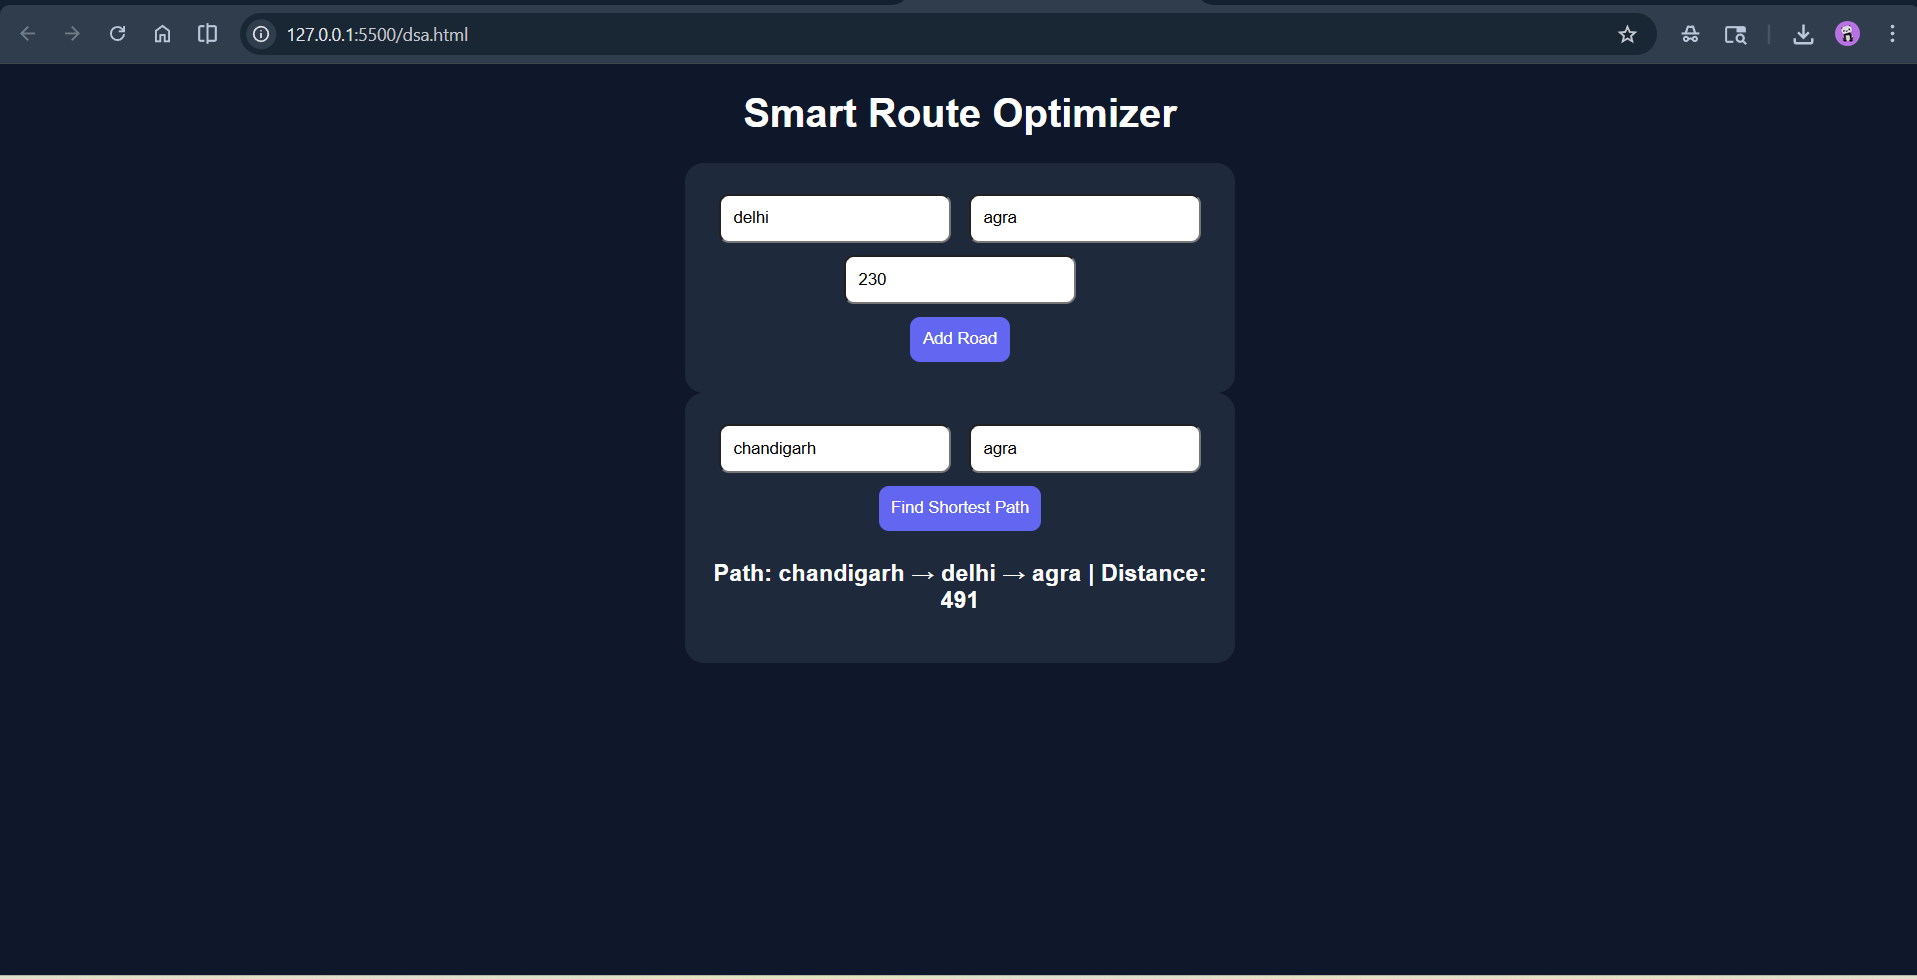 127.0.0.1:5500/dsa.html
Smart Route Optimizer
delhi
agra
230
Add Road
chandigarh
agra
Find Shortest Path
Path: chandigarh → delhi → agra | Distance:
491